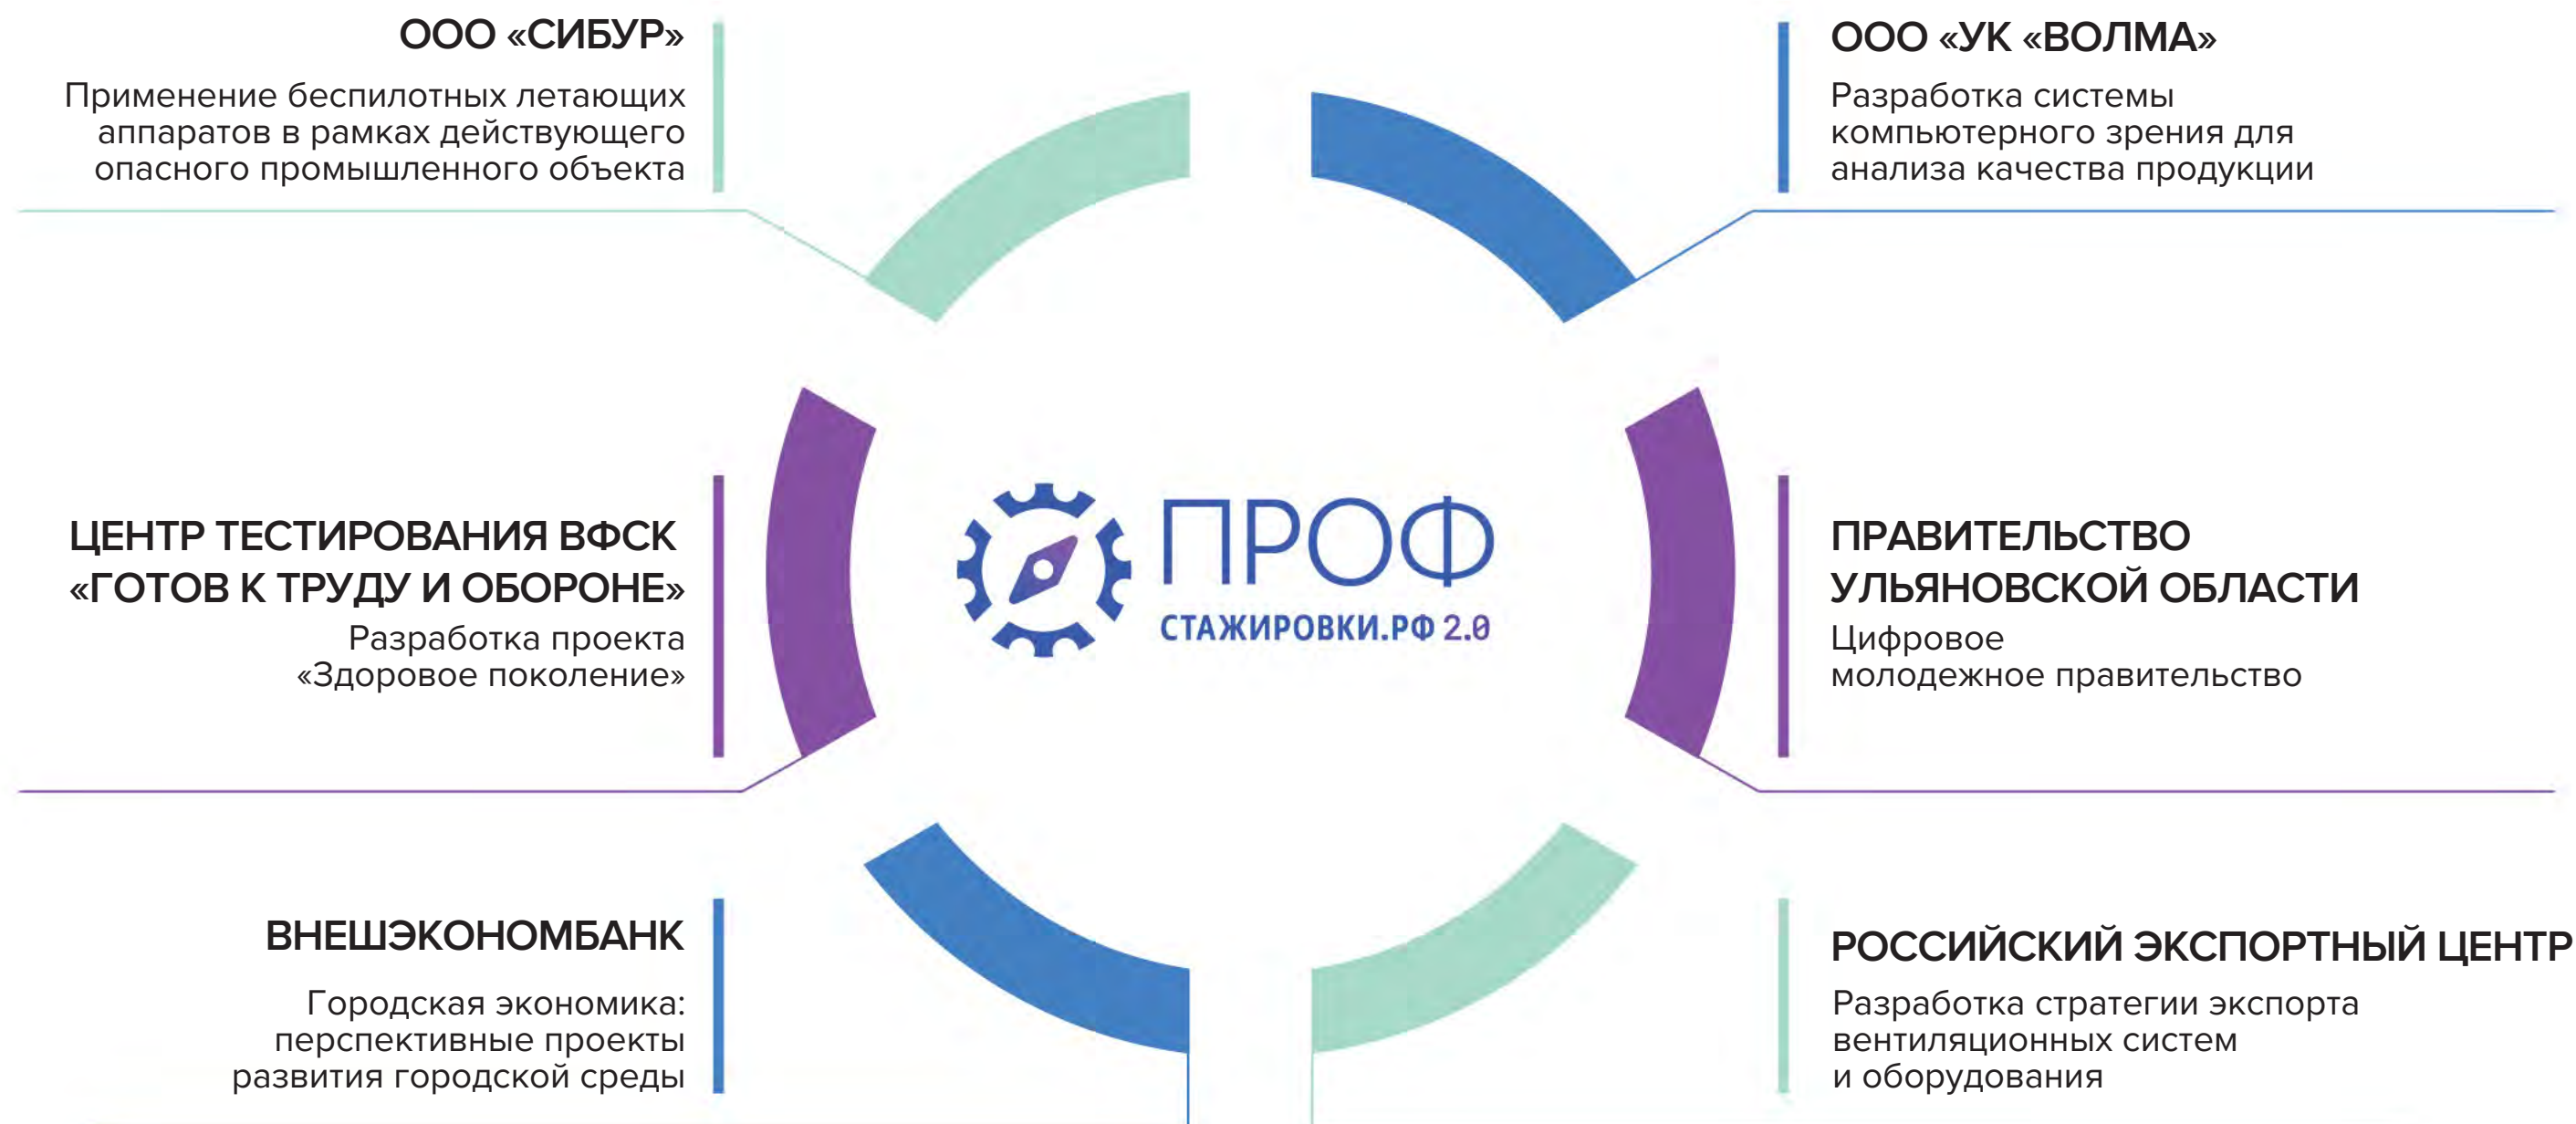 ООО «СИБУР»
Применение беспилотных летающих
аппаратов в рамках действующего
опасного промышленного объекта
ООО «УК «ВОЛМА»
Разработка системы
компьютерного зрения для
анализа качества продукции
ЦЕНТР ТЕСТИРОВАНИЯ ВФСК
«ГОТОВ К ТРУДУ И ОБОРОНЕ»
Разработка проекта
«Здоровое поколение»
ПРОФ
СТАЖИРОВКИ.РФ 2.0
ПРАВИТЕЛЬСТВО
УЛЬЯНОВСКОЙ ОБЛАСТИ
Цифровое
молодежное правительство
ВНЕШЭКОНОМБАНК
Городская экономика:
перспективные проекты
развития городской среды
РОССИЙСКИЙ ЭКСПОРТНЫЙ ЦЕНТР
Разработка стратегии экспорта
вентиляционных систем
и оборудования